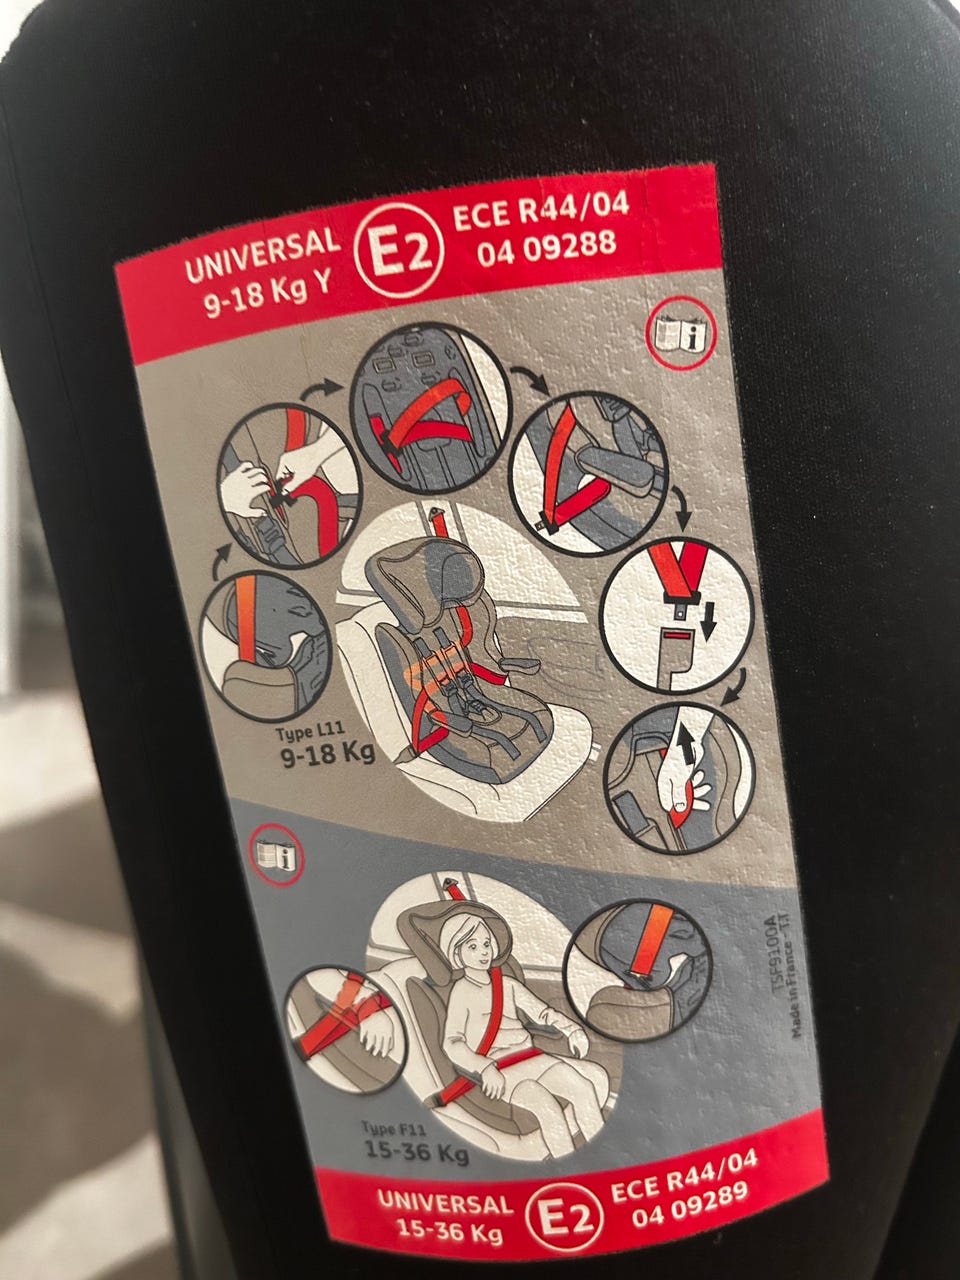 UNIVERSAL
9-18 Kg Y
E2
ECE R44/04
04 09288
i
Type L11
9-18 Kg
i
TSF9100A
Made in France - TJ
Type F11
15-36 Kg
UNIVERSAL
15-36 Kg
E2
ECE R44/04
04 09289